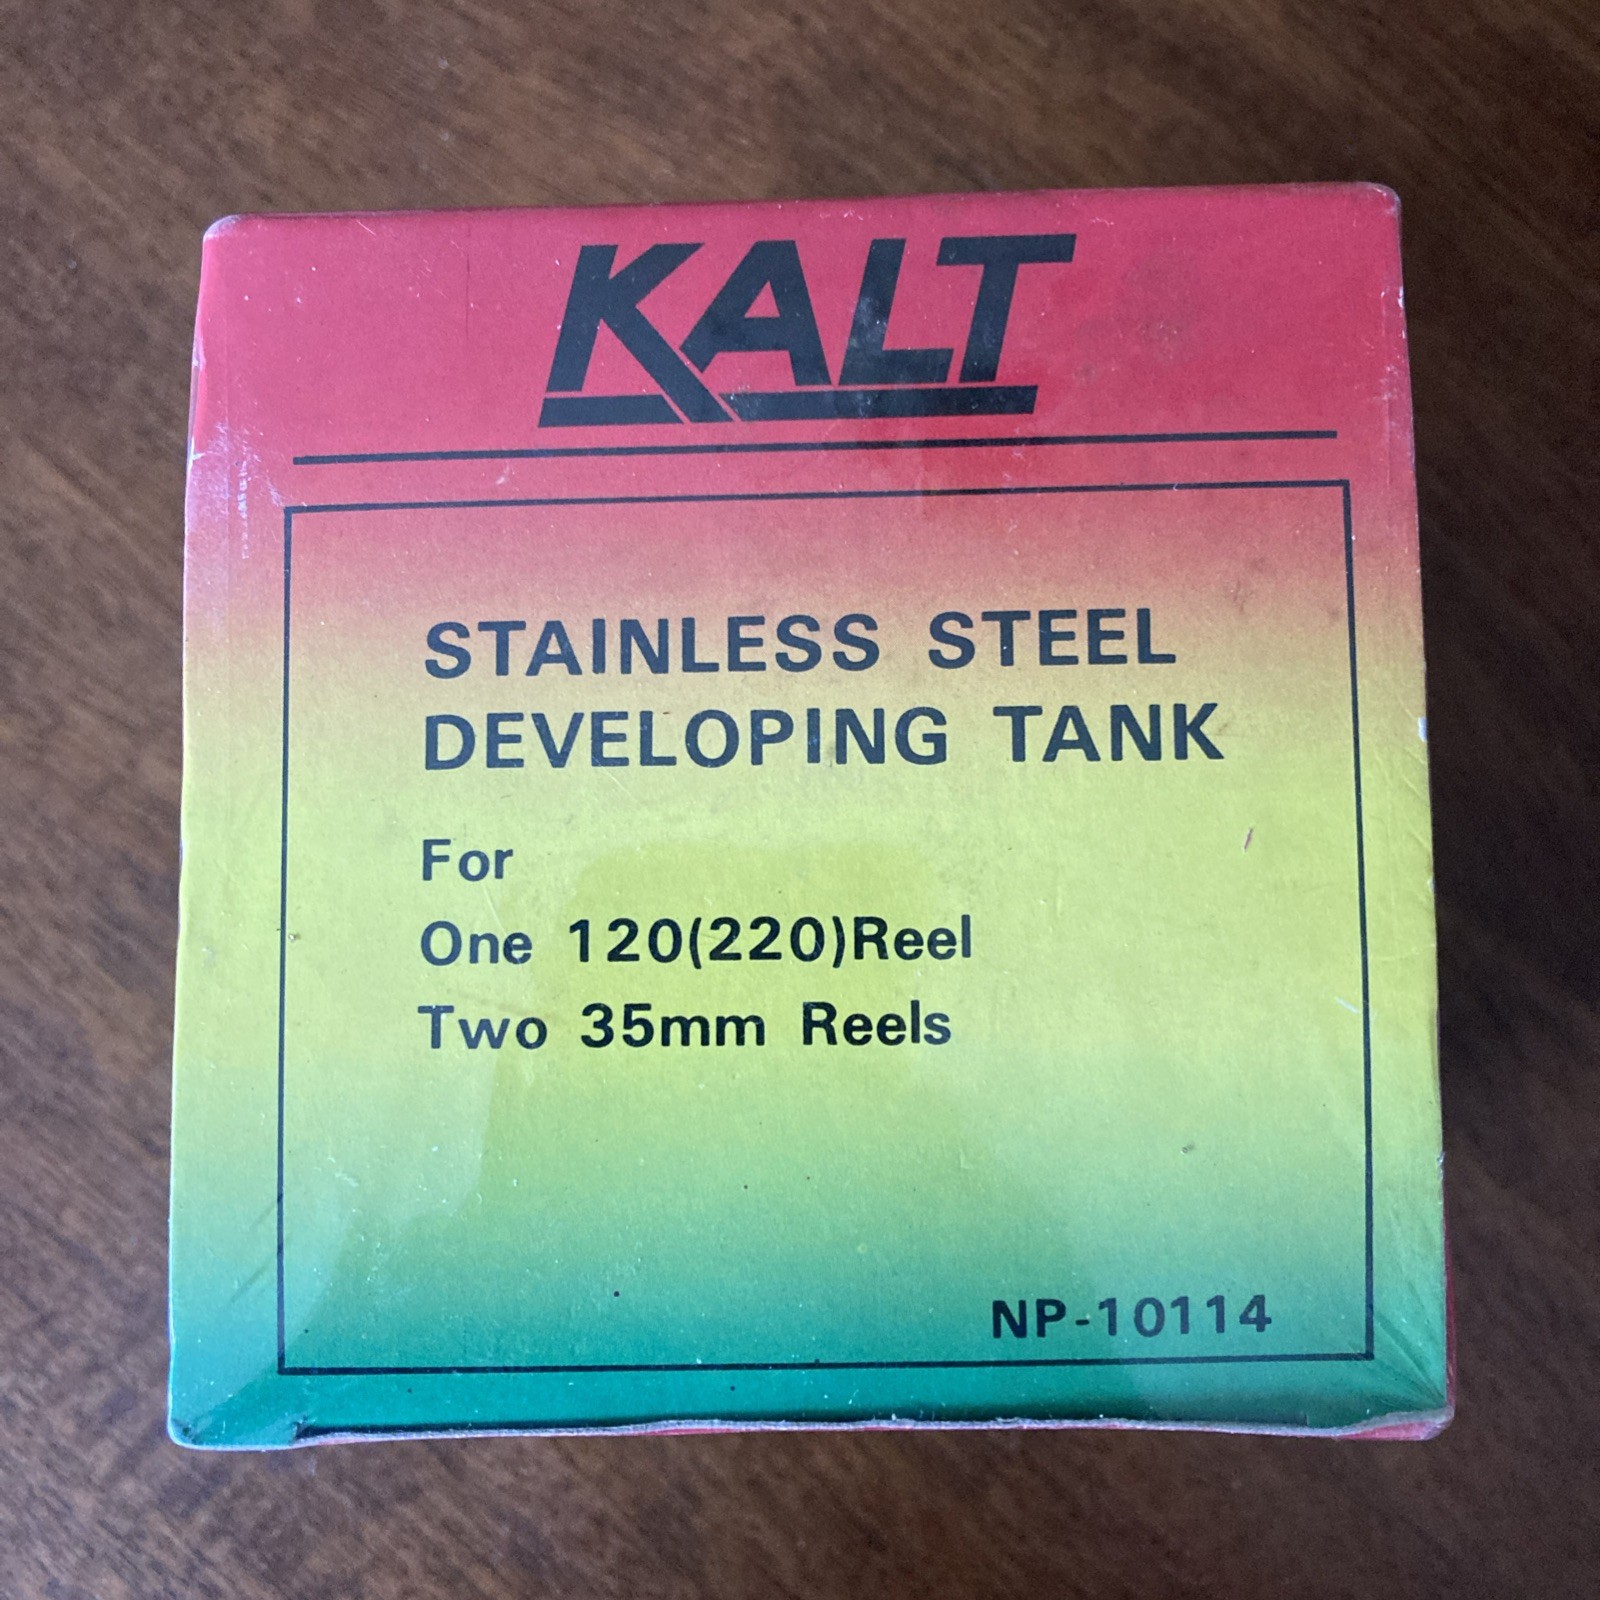 KALT
STAINLESS STEEL
DEVELOPING TANK
For
One 120(220)Reel
Two 35mm Reels
NP-10114